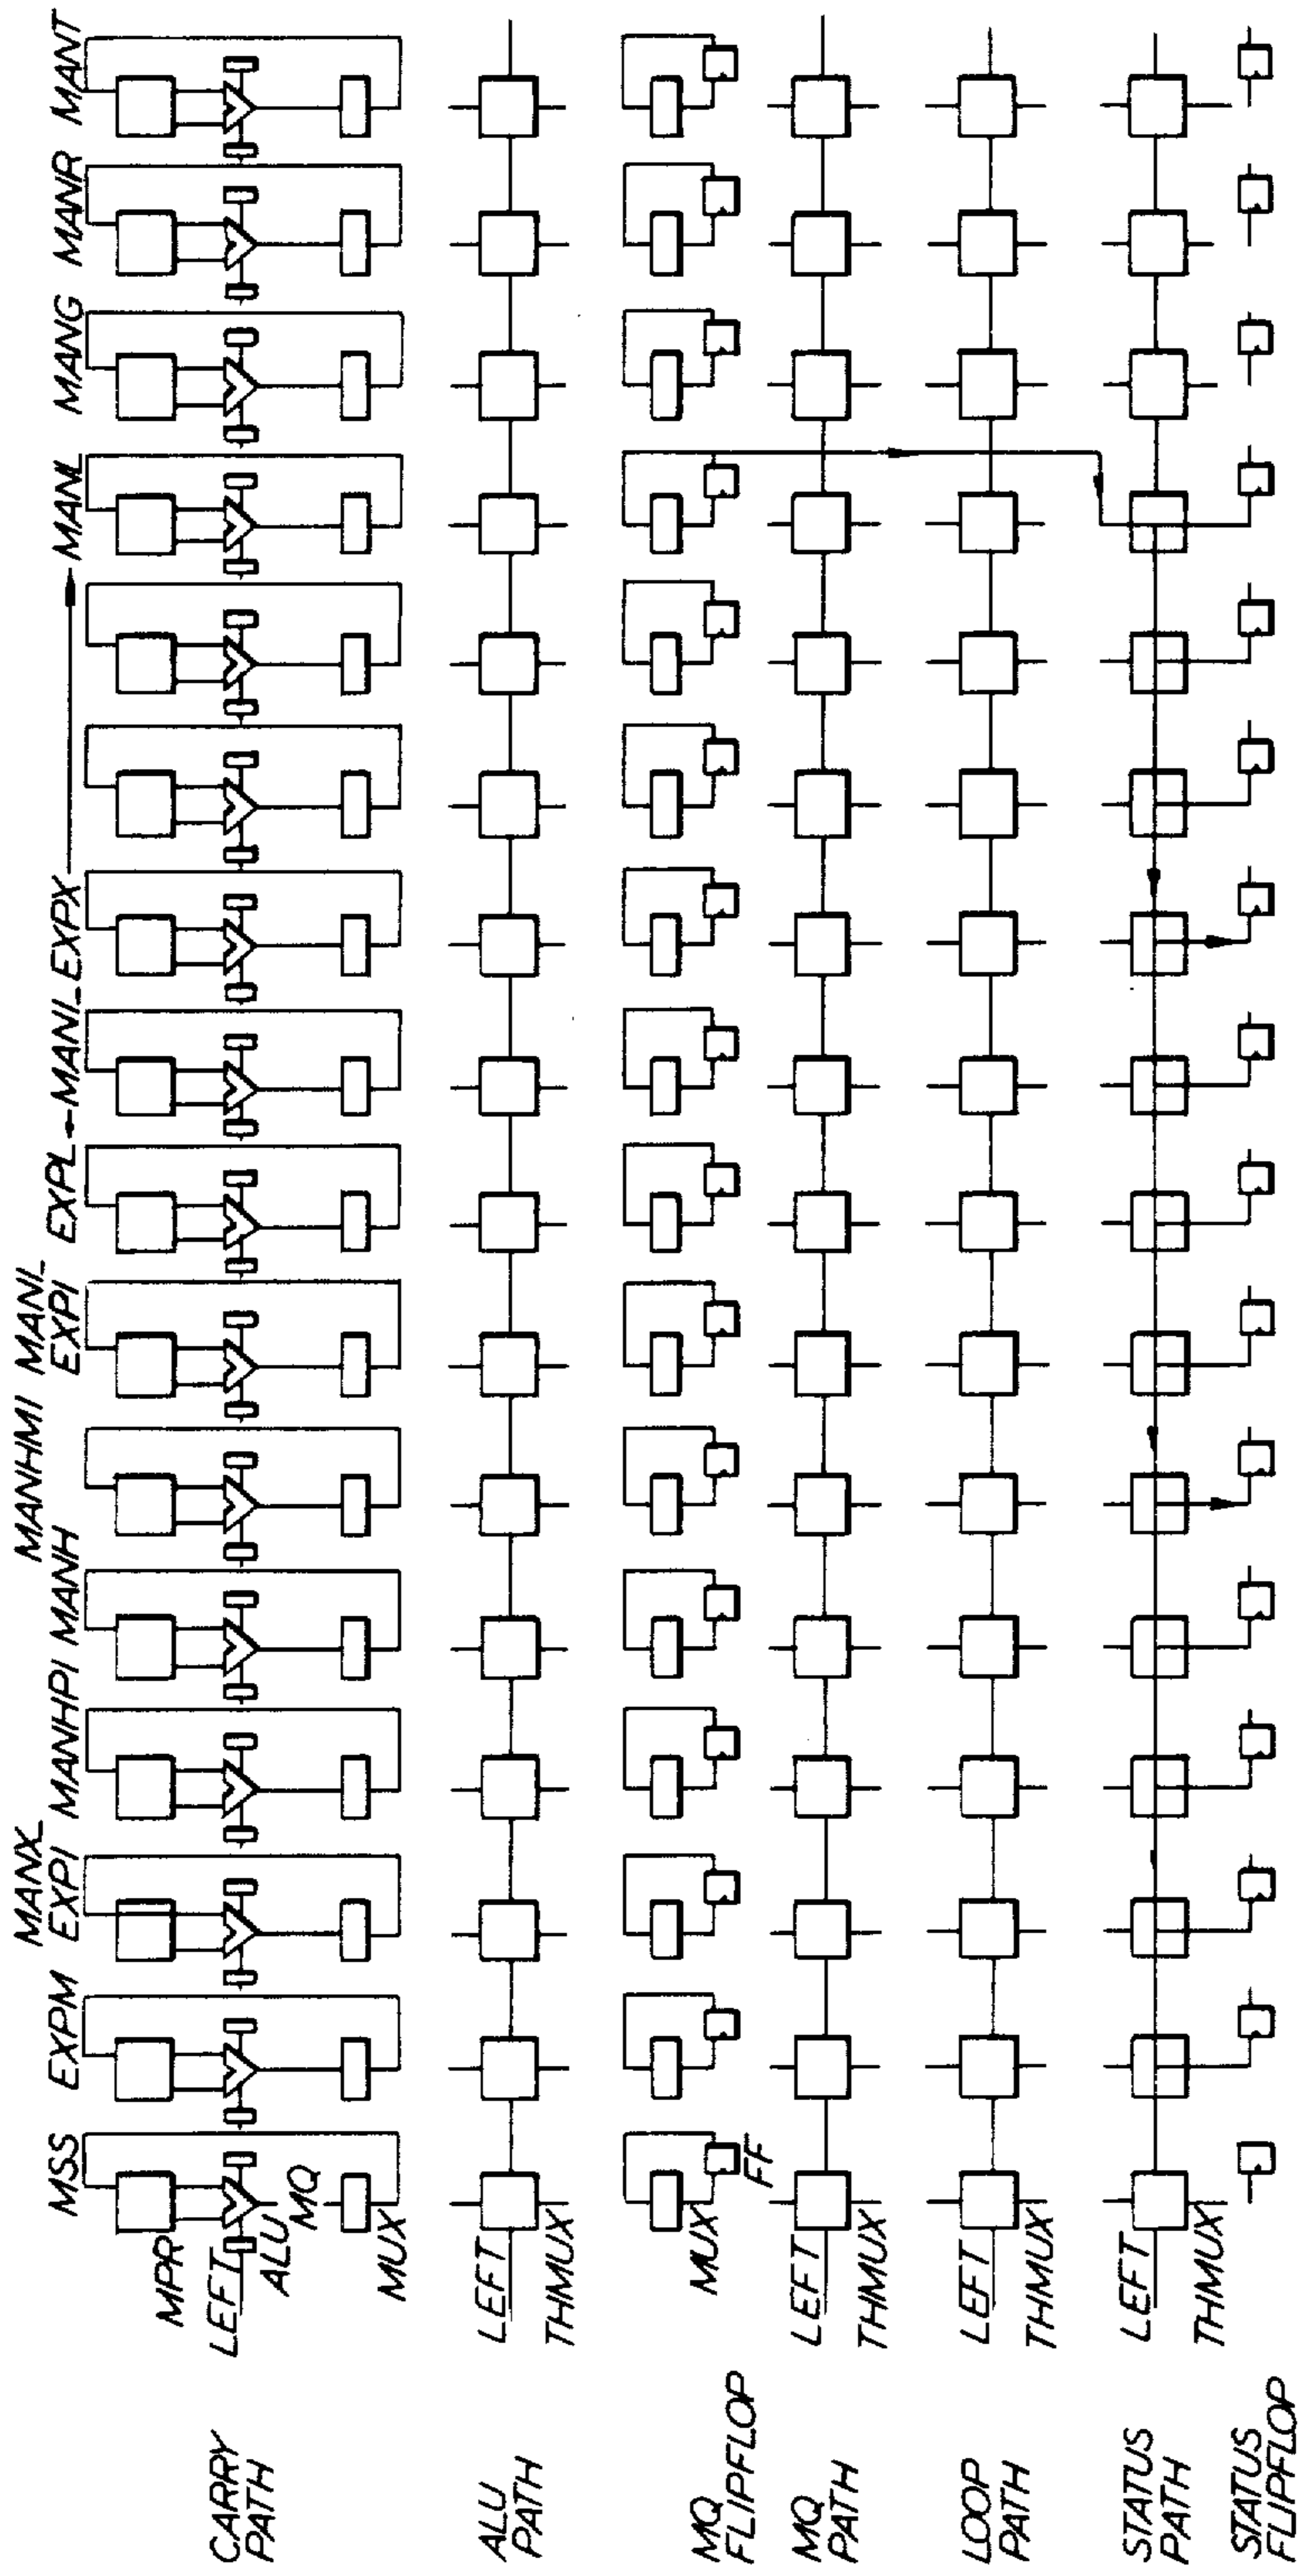 MSS
EXPM
MANX_
EXPI
MANHPI
MANH
MANHMI
MANI_
EXPI
EXPL
MANI_EXPX
MANL
MANG
MANR
MANT
CARRY
PATH
MPR
LEFT
ALU
MQ
MUX
ALU
PATH
LEFT
THMUX
MQ
FLIPFLOP
MUX
FF
MQ
PATH
LEFT
THMUX
LOOP
PATH
LEFT
THMUX
STATUS
PATH
LEFT
THMUX
STATUS
FLIPFLOP